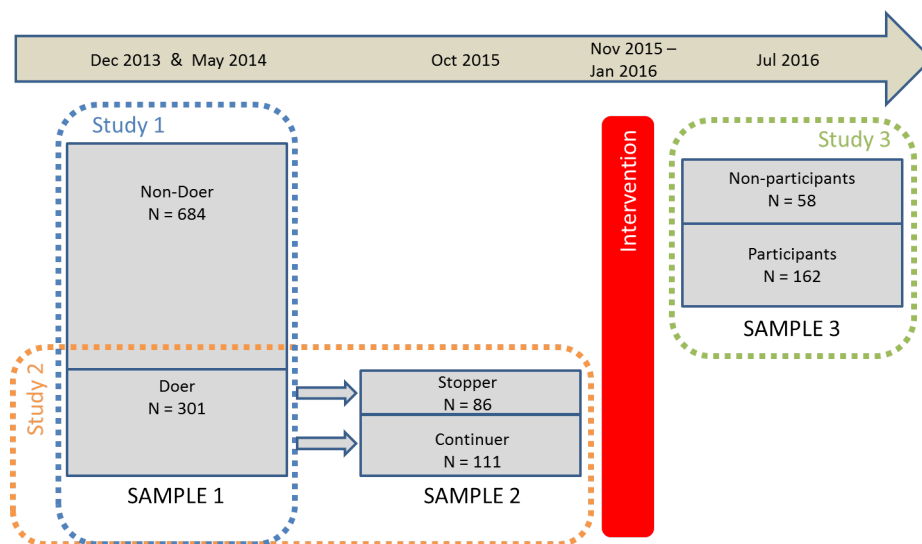 Dec 2013 & May 2014
Oct 2015
Nov 2015 –
Jan 2016
Jul 2016
Study 1
Non-Doer
N = 684
Study 2
Doer
N = 301
SAMPLE 1
Stopper
N = 86
Continuer
N = 111
SAMPLE 2
Intervention
Study 3
Non-participants
N = 58
Participants
N = 162
SAMPLE 3